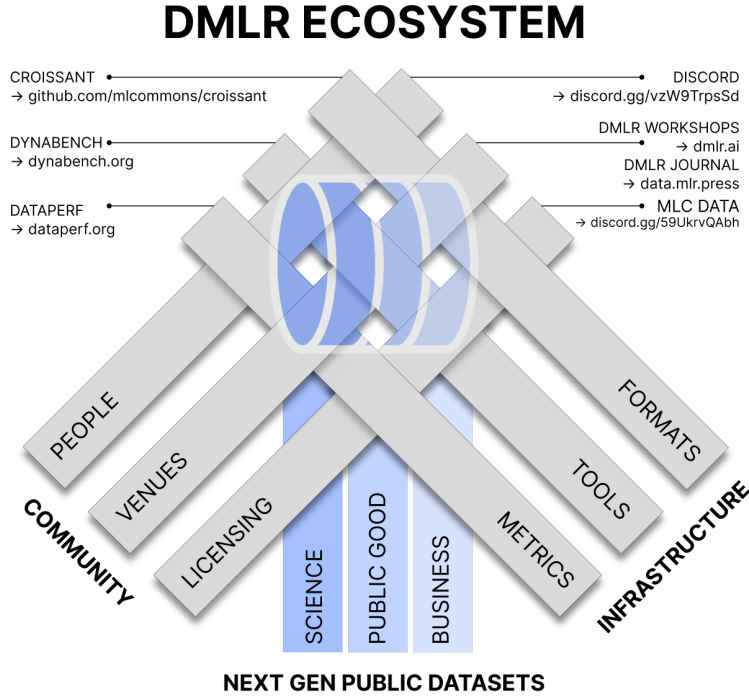 DMLR ECOSYSTEM
CROISSANT
→ github.com/mlcommons/croissant
DYNABENCH
→ dynabench.org
DATAPERF
→ dataperf.org
DISCORD
→ discord.gg/vzW9TrpsSd
DMLR WORKSHOPS
→ dmlr.ai
DMLR JOURNAL
→ data.mlr.press
MLC DATA
→ discord.gg/59UkrvQAbh
PEOPLE
VENUES
LICENSING
COMMUNITY
SCIENCE
PUBLIC GOOD
BUSINESS
FORMATS
TOOLS
METRICS
INFRASTRUCTURE
NEXT GEN PUBLIC DATASETS